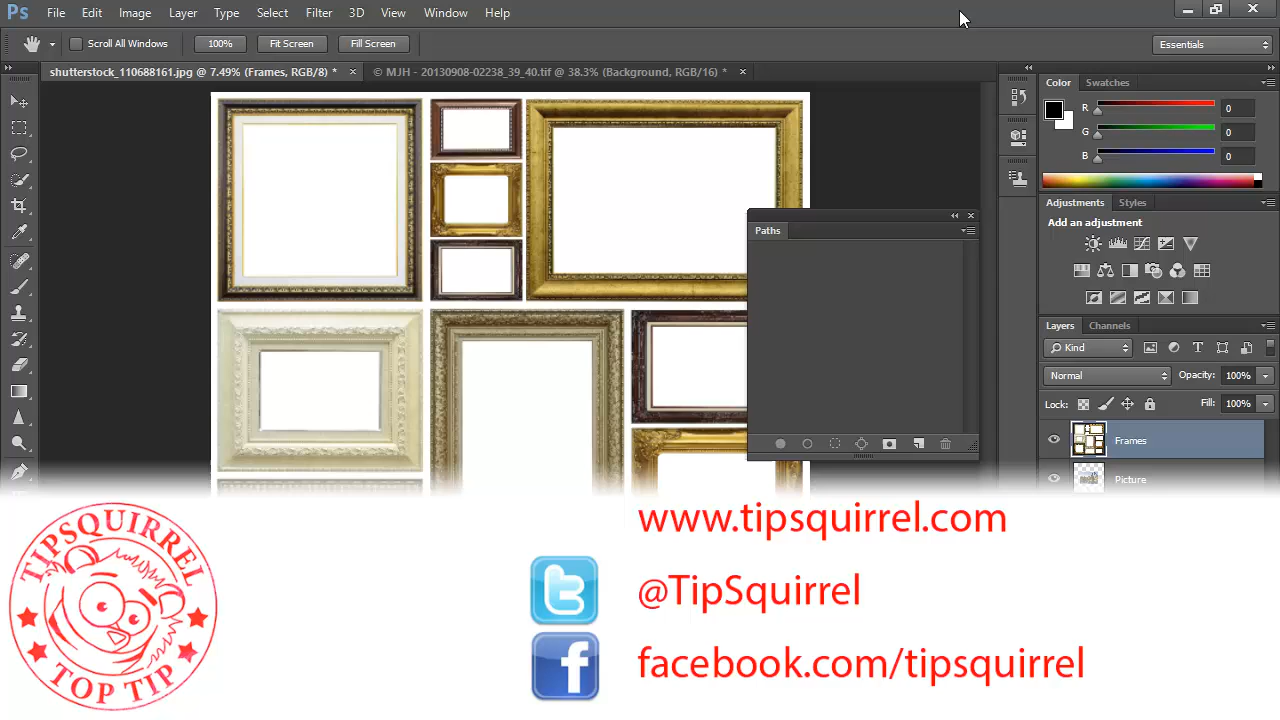 Ps File Edit Image Layer Type Select Filter 3D View Window Help
Scroll All Windows 100% Fit Screen Fill Screen Essentials
shutterstock_110688161.jpg @ 7.49% (Frames, RGB/8) * × © MJH - 20130908-02238_39_40.tif @ 38.3% (Background, RGB/16) * ×
Color Swatches
R 0
G 0
B 0
Adjustments Styles
Add an adjustment
Paths
Layers Channels
Kind
Normal Opacity: 100%
Lock: Fill: 100%
Frames
Picture
TIPSQUIRREL
TOP TIP
www.tipsquirrel.com
@TipSquirrel
facebook.com/tipsquirrel